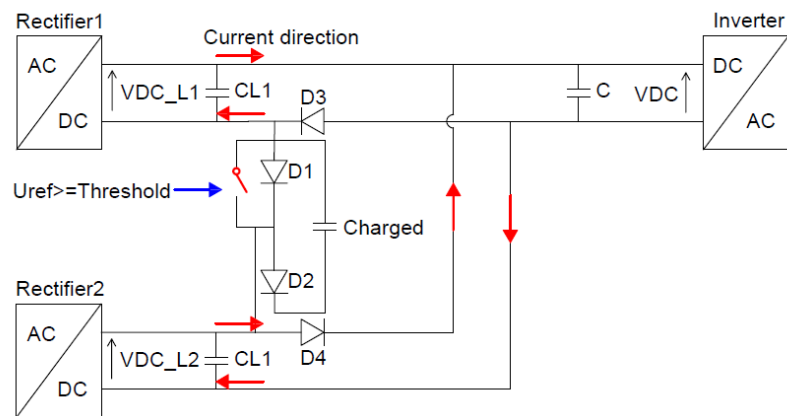 Rectifier1
Inverter
Current direction
AC
DC
VDC_L1
CL1
D3
C
VDC
DC
AC
D1
Uref>=Threshold
Charged
D2
Rectifier2
AC
DC
VDC_L2
CL1
D4